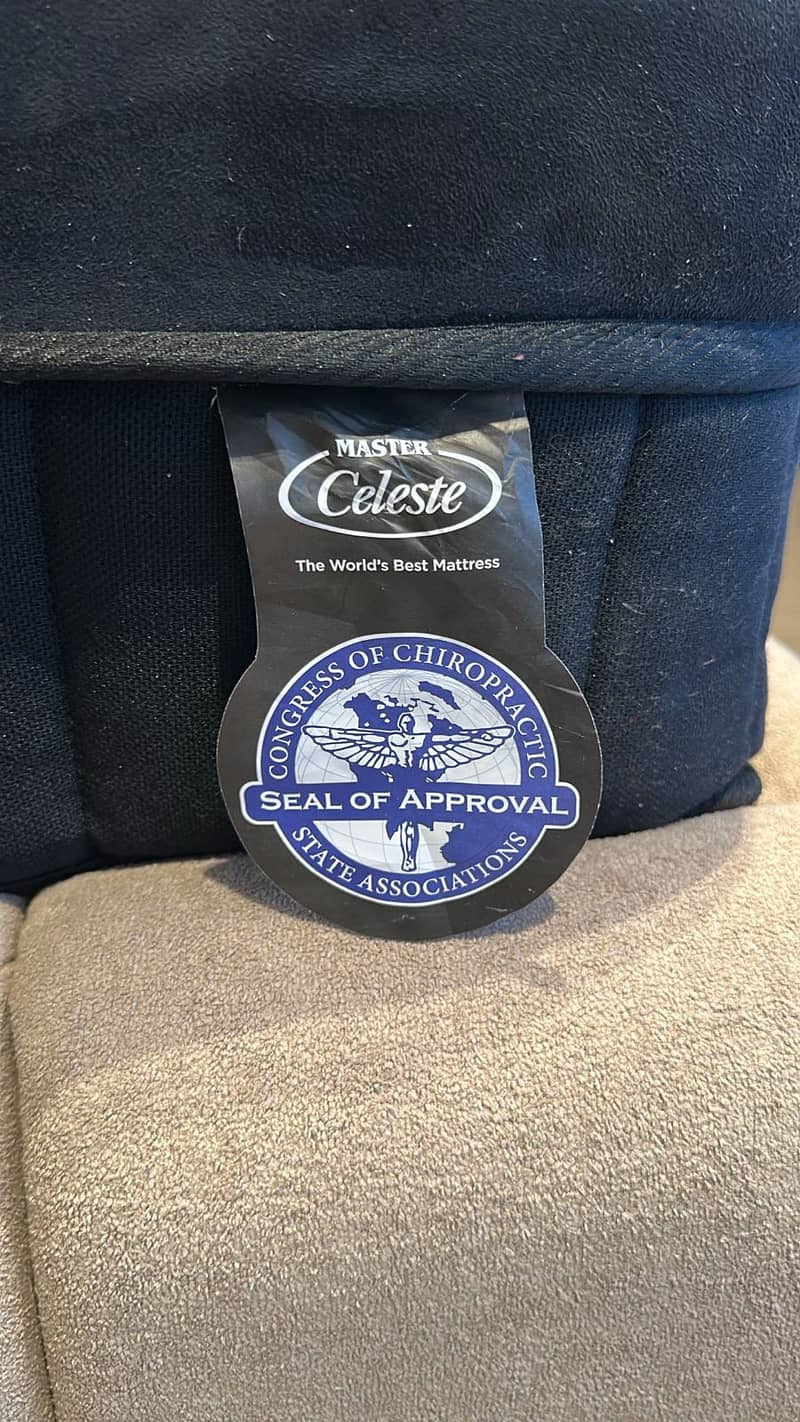 MASTER
Celeste
The World's Best Mattress
CONGRESS OF CHIROPRACTIC
SEAL OF APPROVAL
STATE ASSOCIATIONS